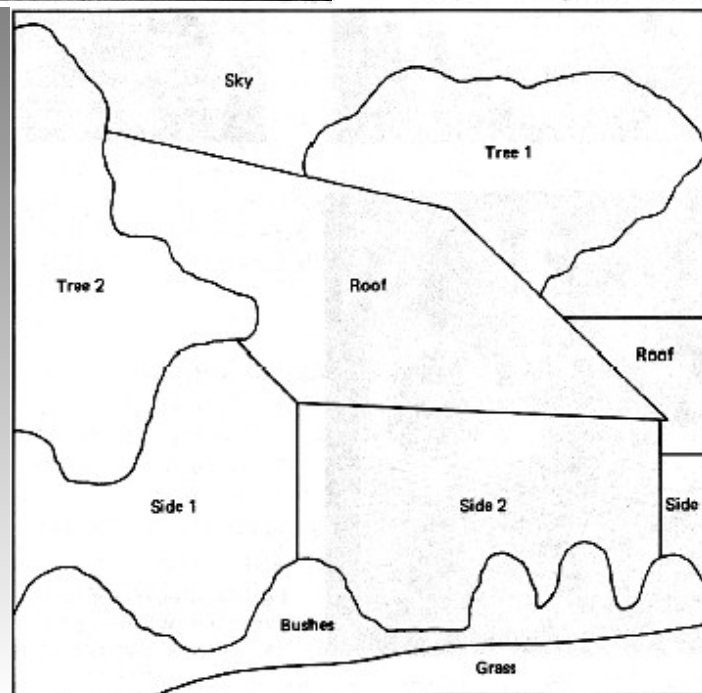 Sky
Tree 1
Tree 2
Roof
Roof
Side 1
Side 2
Side
Bushes
Grass